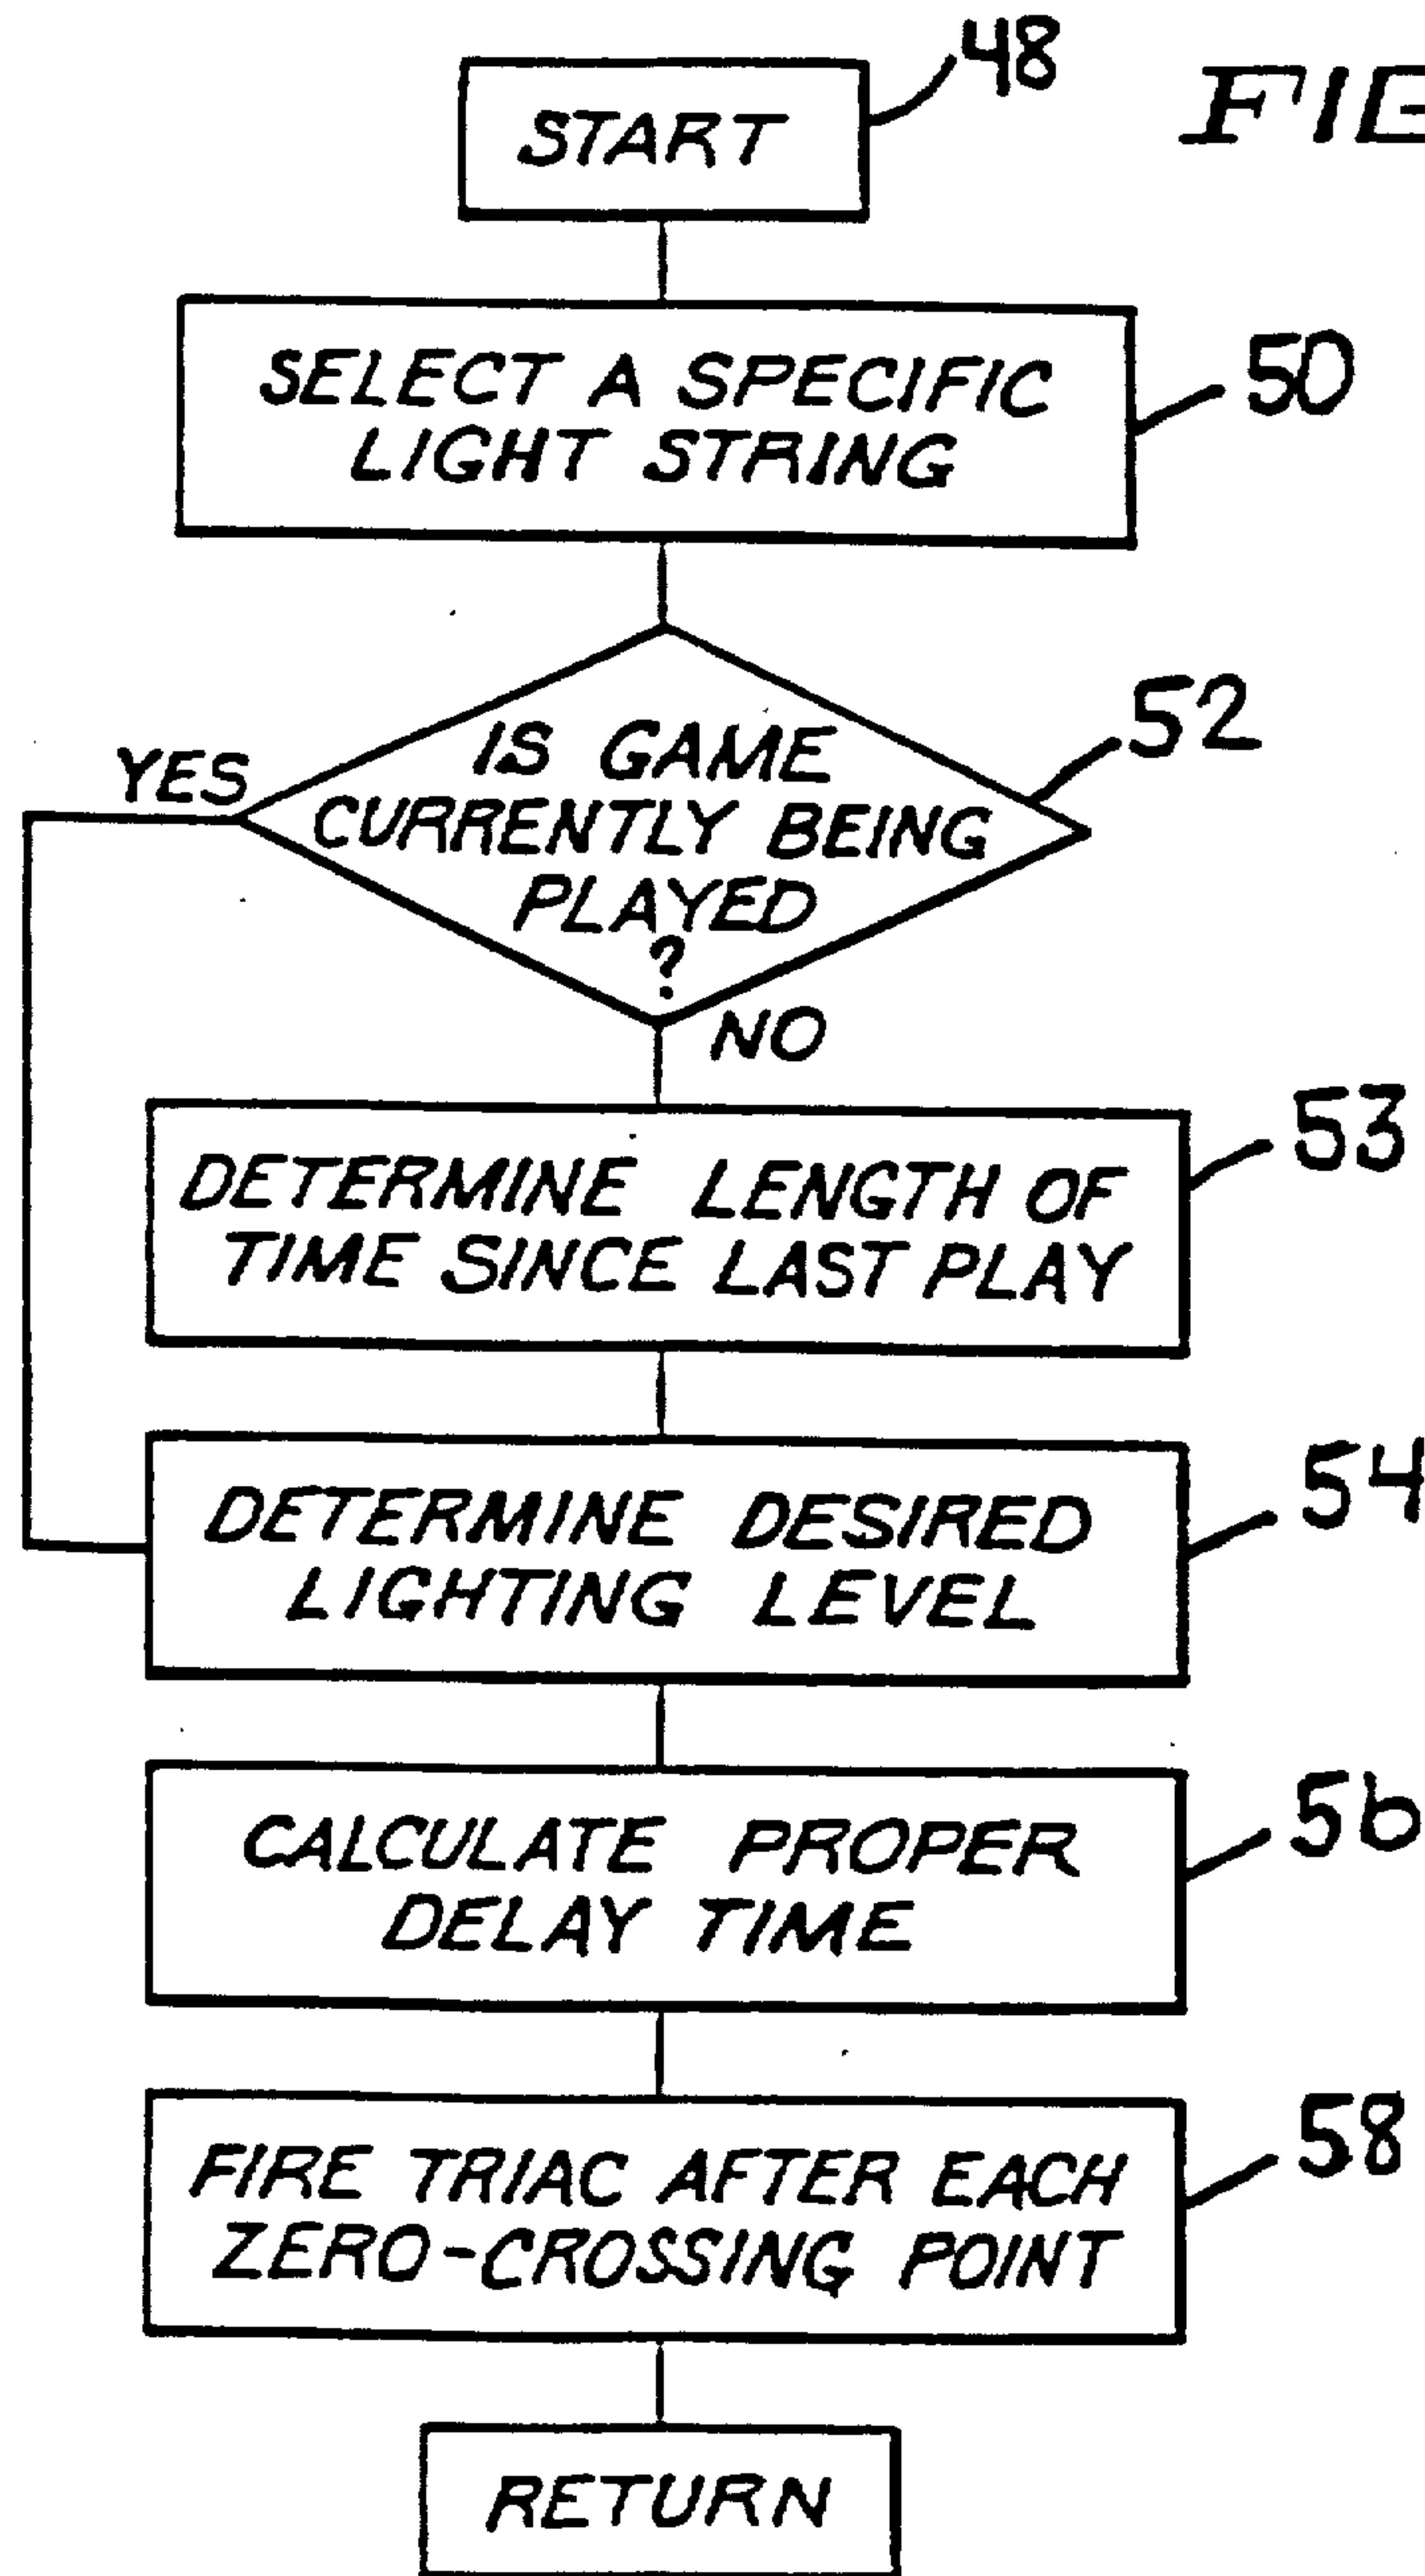 48
START
SELECT A SPECIFIC
LIGHT STRING
50
52
IS GAME
CURRENTLY BEING
PLAYED
?
YES
NO
53
DETERMINE LENGTH OF
TIME SINCE LAST PLAY
54
DETERMINE DESIRED
LIGHTING LEVEL
56
CALCULATE PROPER
DELAY TIME
58
FIRE TRIAC AFTER EACH
ZERO-CROSSING POINT
RETURN